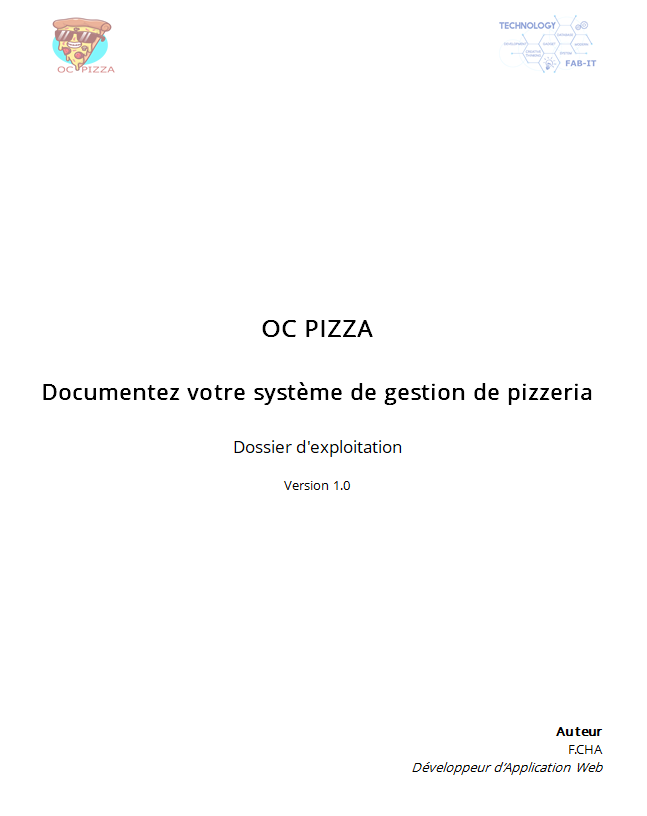 OC PIZZA
TECHNOLOGY
FAB-IT
OC PIZZA
Documentez votre système de gestion de pizzeria
Dossier d'exploitation
Version 1.0
Auteur
F.CHA
Développeur d'Application Web